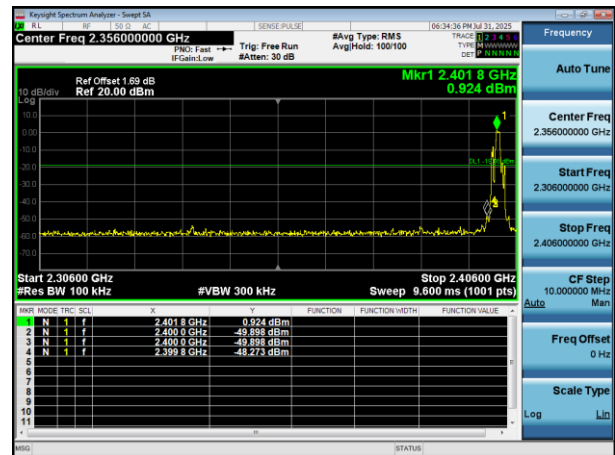 Keysight Spectrum Analyzer - Swept SA
RL RF 50 Ω AC SENSE:PULSE 06:34:36 PM Jul 31, 2025
Center Freq 2.356000000 GHz
PNO: Fast
IFGain:Low
Trig: Free Run
#Atten: 30 dB
#Avg Type: RMS
Avg|Hold: 100/100
TRACE 1 2 3 4 5 6
TYPE M W W W W W
DET P N N N N N
Ref Offset 1.69 dB
10 dB/div Ref 20.00 dBm
Log
Mkr1 2.401 8 GHz
0.924 dBm
1
10.0
0.00
-10.0
-20.0
-30.0
-40.0
-50.0
-60.0
-70.0
Start 2.30600 GHz Stop 2.40600 GHz
#Res BW 100 kHz #VBW 300 kHz Sweep 9.600 ms (1001 pts)
MKR MODE TRC SCL X Y FUNCTION FUNCTION WIDTH FUNCTION VALUE
1 N 1 f 2.401 8 GHz 0.924 dBm
2 N 1 f 2.400 0 GHz -49.898 dBm
3 N 1 f 2.400 0 GHz -49.898 dBm
4 N 1 f 2.399 8 GHz -48.273 dBm
5
6
7
8
9
10
11
MSG STATUS
Frequency
Auto Tune
Center Freq
2.356000000 GHz
Start Freq
2.306000000 GHz
Stop Freq
2.406000000 GHz
CF Step
10.000000 MHz
Auto Man
Freq Offset
0 Hz
Scale Type
Log Lin